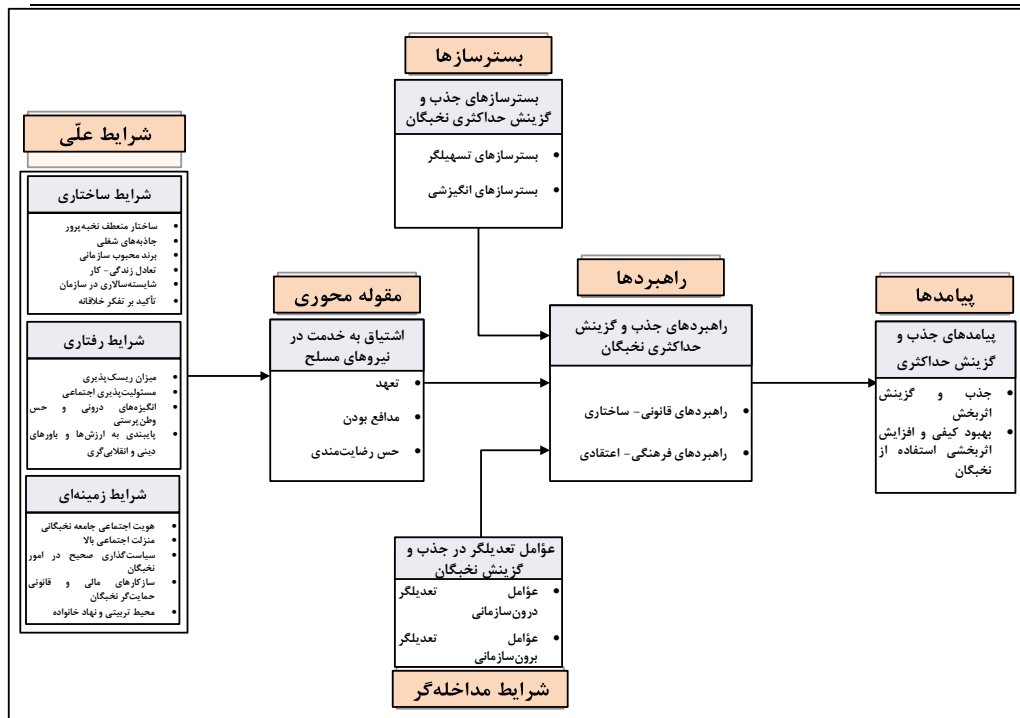 بسترسازها
بسترسازهای جذب و
گزینش حداکثری نخبگان
بسترسازهای تسهیلگر
بسترسازهای انگیزشی
شرایط علّی
شرایط ساختاری
ساختار منعطف نخبه‌پرور
جاذبه‌های شغلی
برند محبوب سازمانی
تعادل زندگی- کار
شایسته‌سالاری در سازمان
تأکید بر تفکر خلاقانه
شرایط رفتاری
میزان ریسک‌پذیری
مسئولیت‌پذیری اجتماعی
انگیزه‌های درونی و حس
وطن‌پرستی
پایبندی به ارزش‌ها و باورهای
دینی و انقلابی‌گری
شرایط زمینه‌ای
هویت اجتماعی جامعه نخبگانی
منزلت اجتماعی بالا
سیاست‌گذاری صحیح در امور
نخبگان
سازکارهای مالی و قانونی
حمایت‌گر نخبگان
محیط تربیتی و نهاد خانواده
مقوله محوری
اشتیاق به خدمت در
نیروهای مسلح
تعهد
مدافع بودن
حس رضایت‌مندی
راهبردها
راهبردهای جذب و گزینش
حداکثری نخبگان
راهبردهای قانونی- ساختاری
راهبردهای فرهنگی- اعتقادی
پیامدها
پیامدهای جذب و
گزینش حداکثری
جذب و گزینش
اثربخش
بهبود کیفی و افزایش
اثربخشی استفاده از
نخبگان
عؤامل تعدیلگر در جذب و
گزینش نخبگان
عؤامل تعدیلگر
درون‌سازمانی
عؤامل تعدیلگر
برون‌سازمانی
شرایط مداخله‌گر